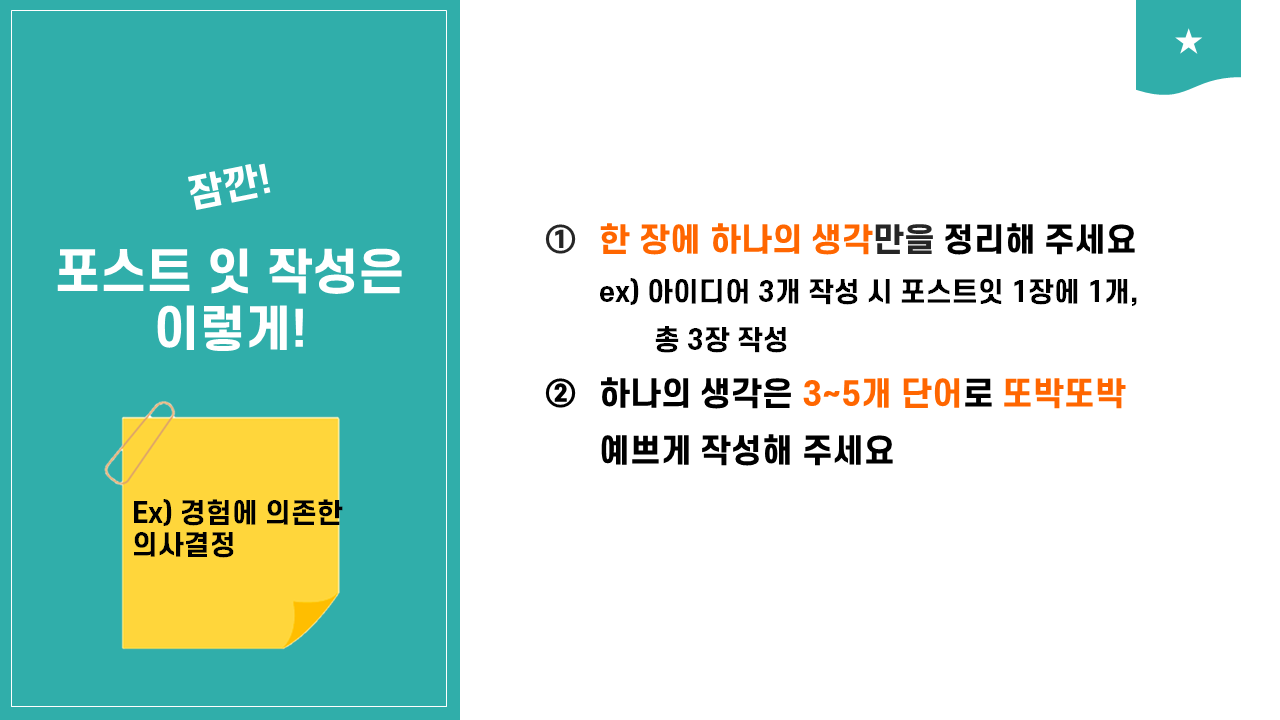 잠깐!
포스트 잇 작성은
이렇게!
Ex) 경험에 의존한
의사결정
① 한 장에 하나의 생각만을 정리해 주세요
ex) 아이디어 3개 작성 시 포스트잇 1장에 1개,
총 3장 작성
② 하나의 생각은 3~5개 단어로 또박또박
예쁘게 작성해 주세요